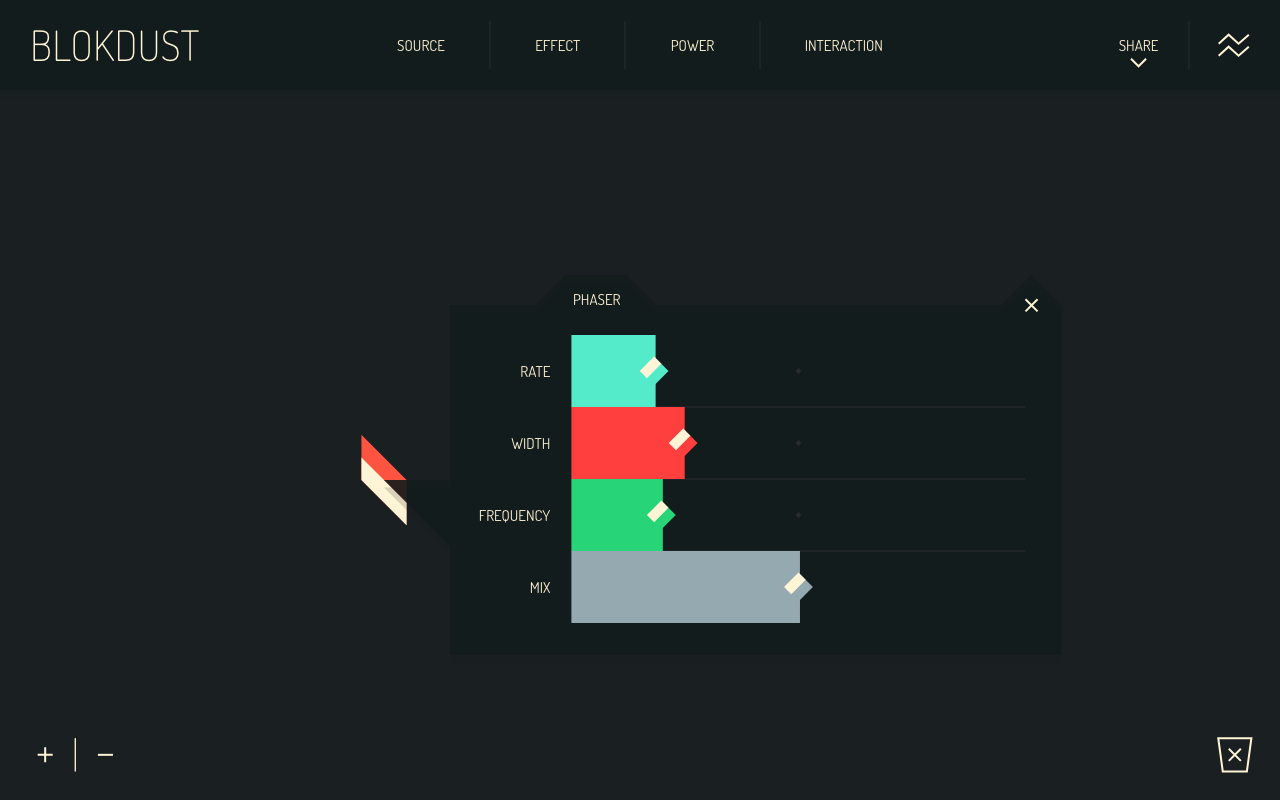 BLOKDUST
SOURCE
EFFECT
POWER
INTERACTION
SHARE
PHASER
RATE
WIDTH
FREQUENCY
MIX